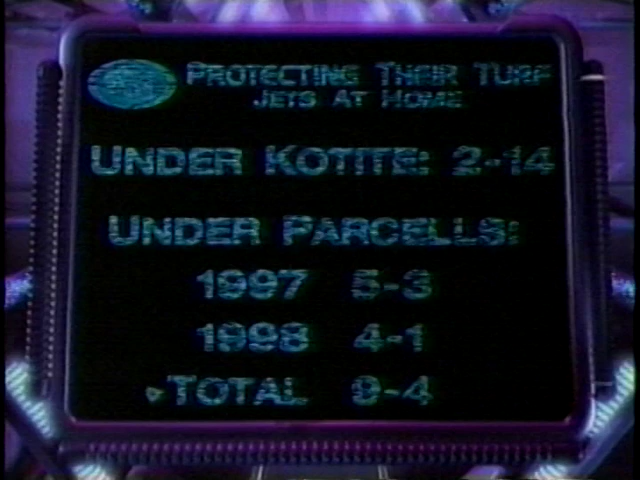 PROTECTING THEIR TURF
JETS AT HOME
UNDER KOTITE: 2-14
UNDER PARCELLS:
1997 5-3
1998 4-1
TOTAL 9-4